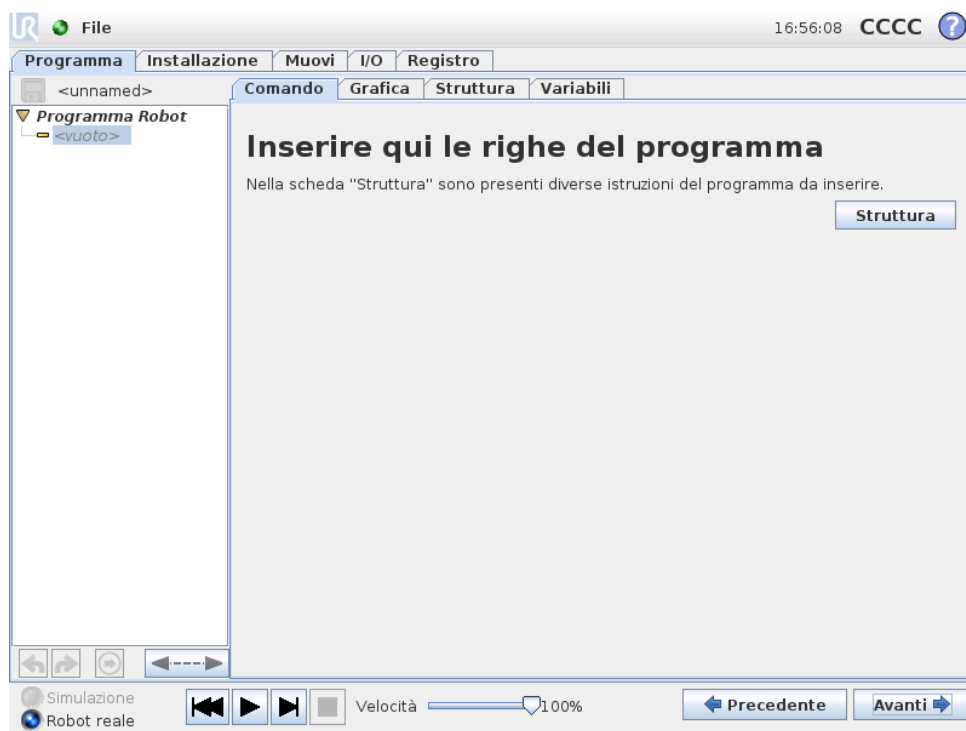 UR File 16:56:08 CCCC ?
Programma Installazione Muovi I/O Registro
<unnamed> Comando Grafica Struttura Variabili
Programma Robot
<vuoto>
Inserire qui le righe del programma
Nella scheda "Struttura" sono presenti diverse istruzioni del programma da inserire.
Struttura
Simulazione
Robot reale
Velocità 100% Precedente Avanti